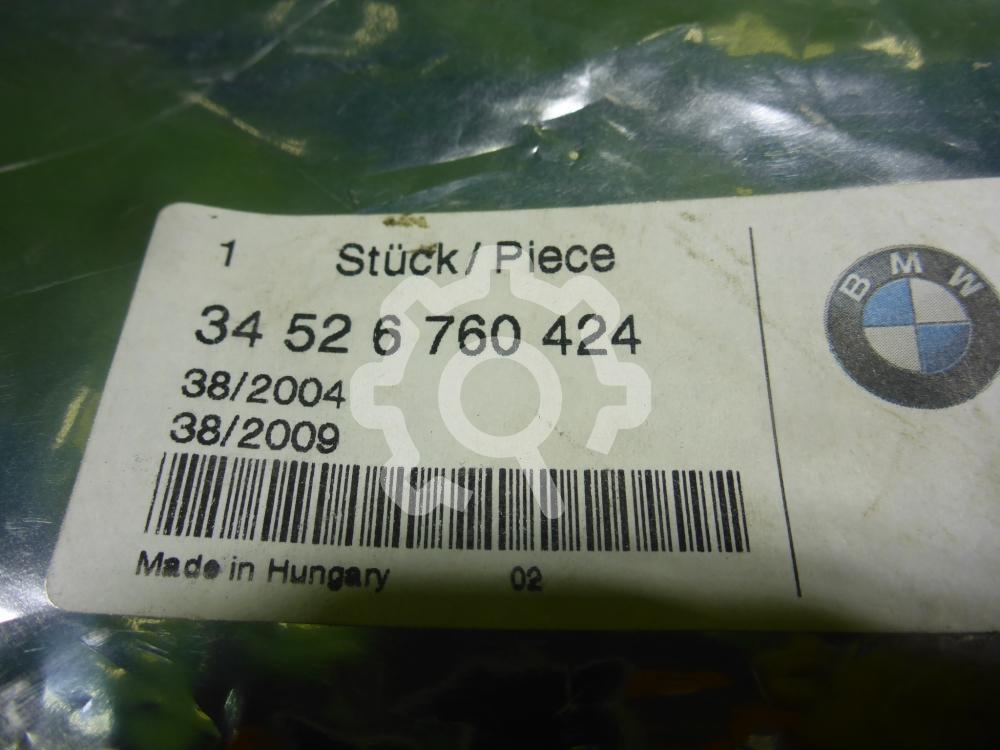 1 Stück / Piece
34 52 6 760 424
38/2004
38/2009
Made in Hungary 02
BMW